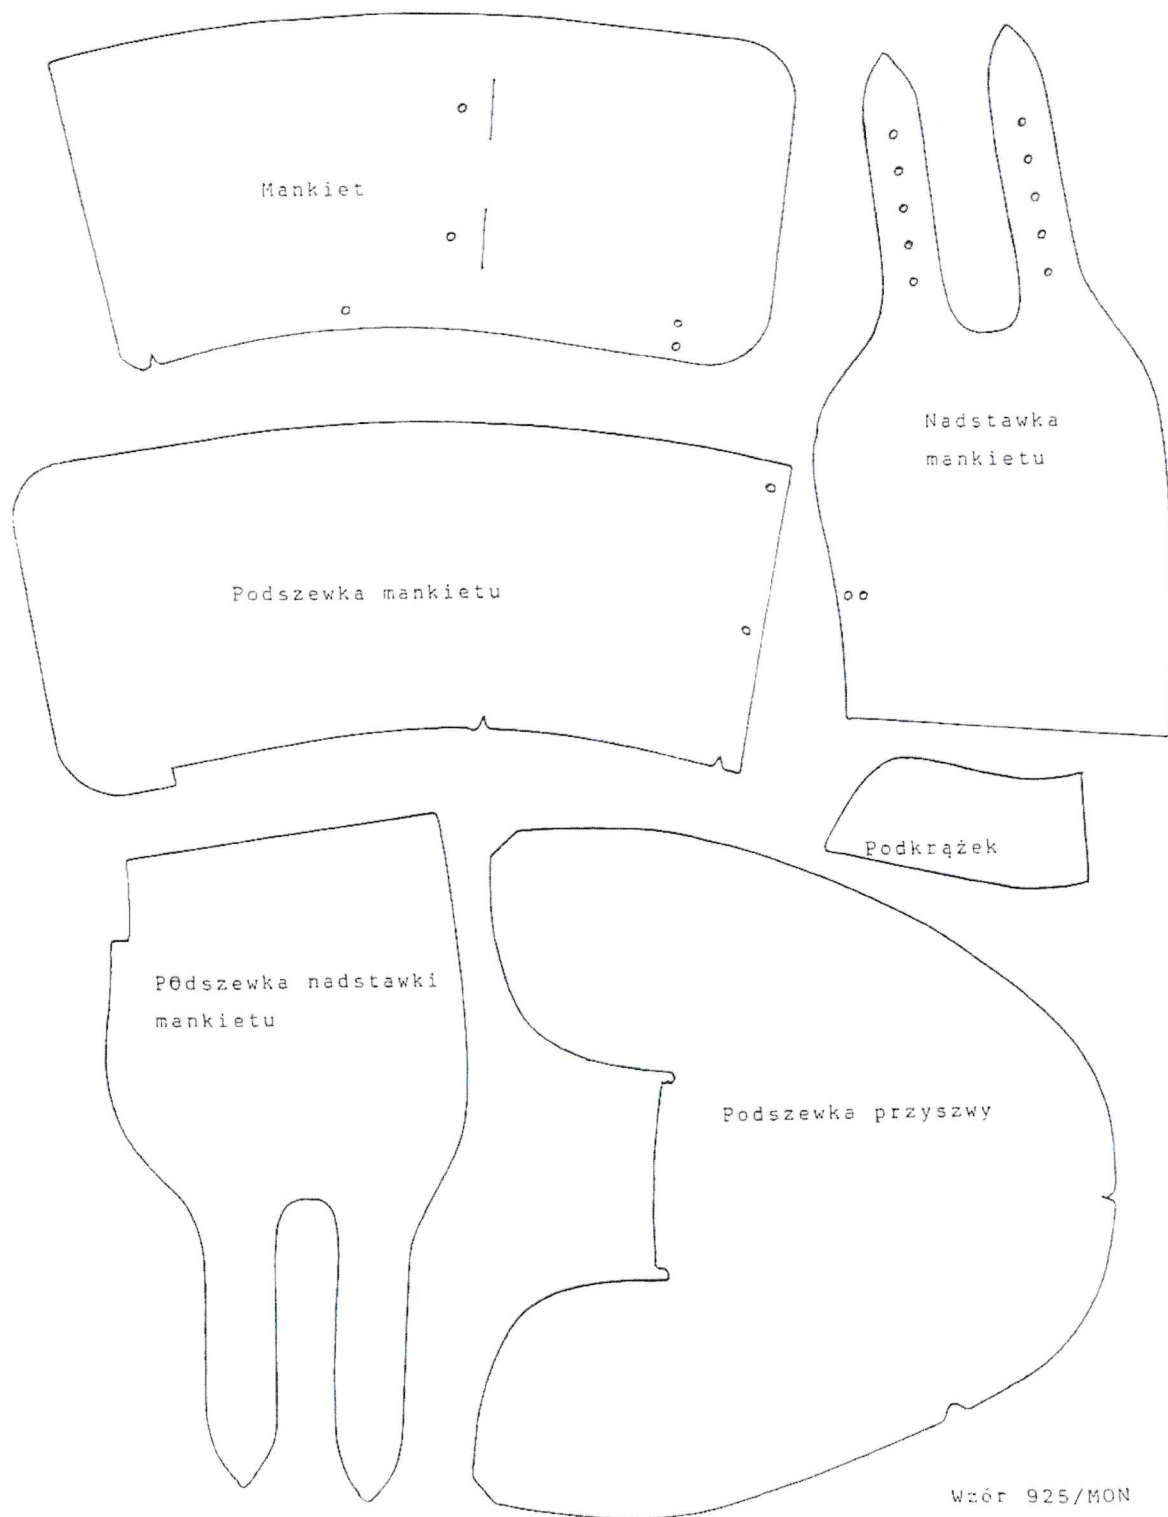 Mankiet
Nadstawka
mankietu
Podszewka mankietu
Podkrążek
POdszewka nadstawki
mankietu
Podszewka przyszwy
Wzór 925/MON